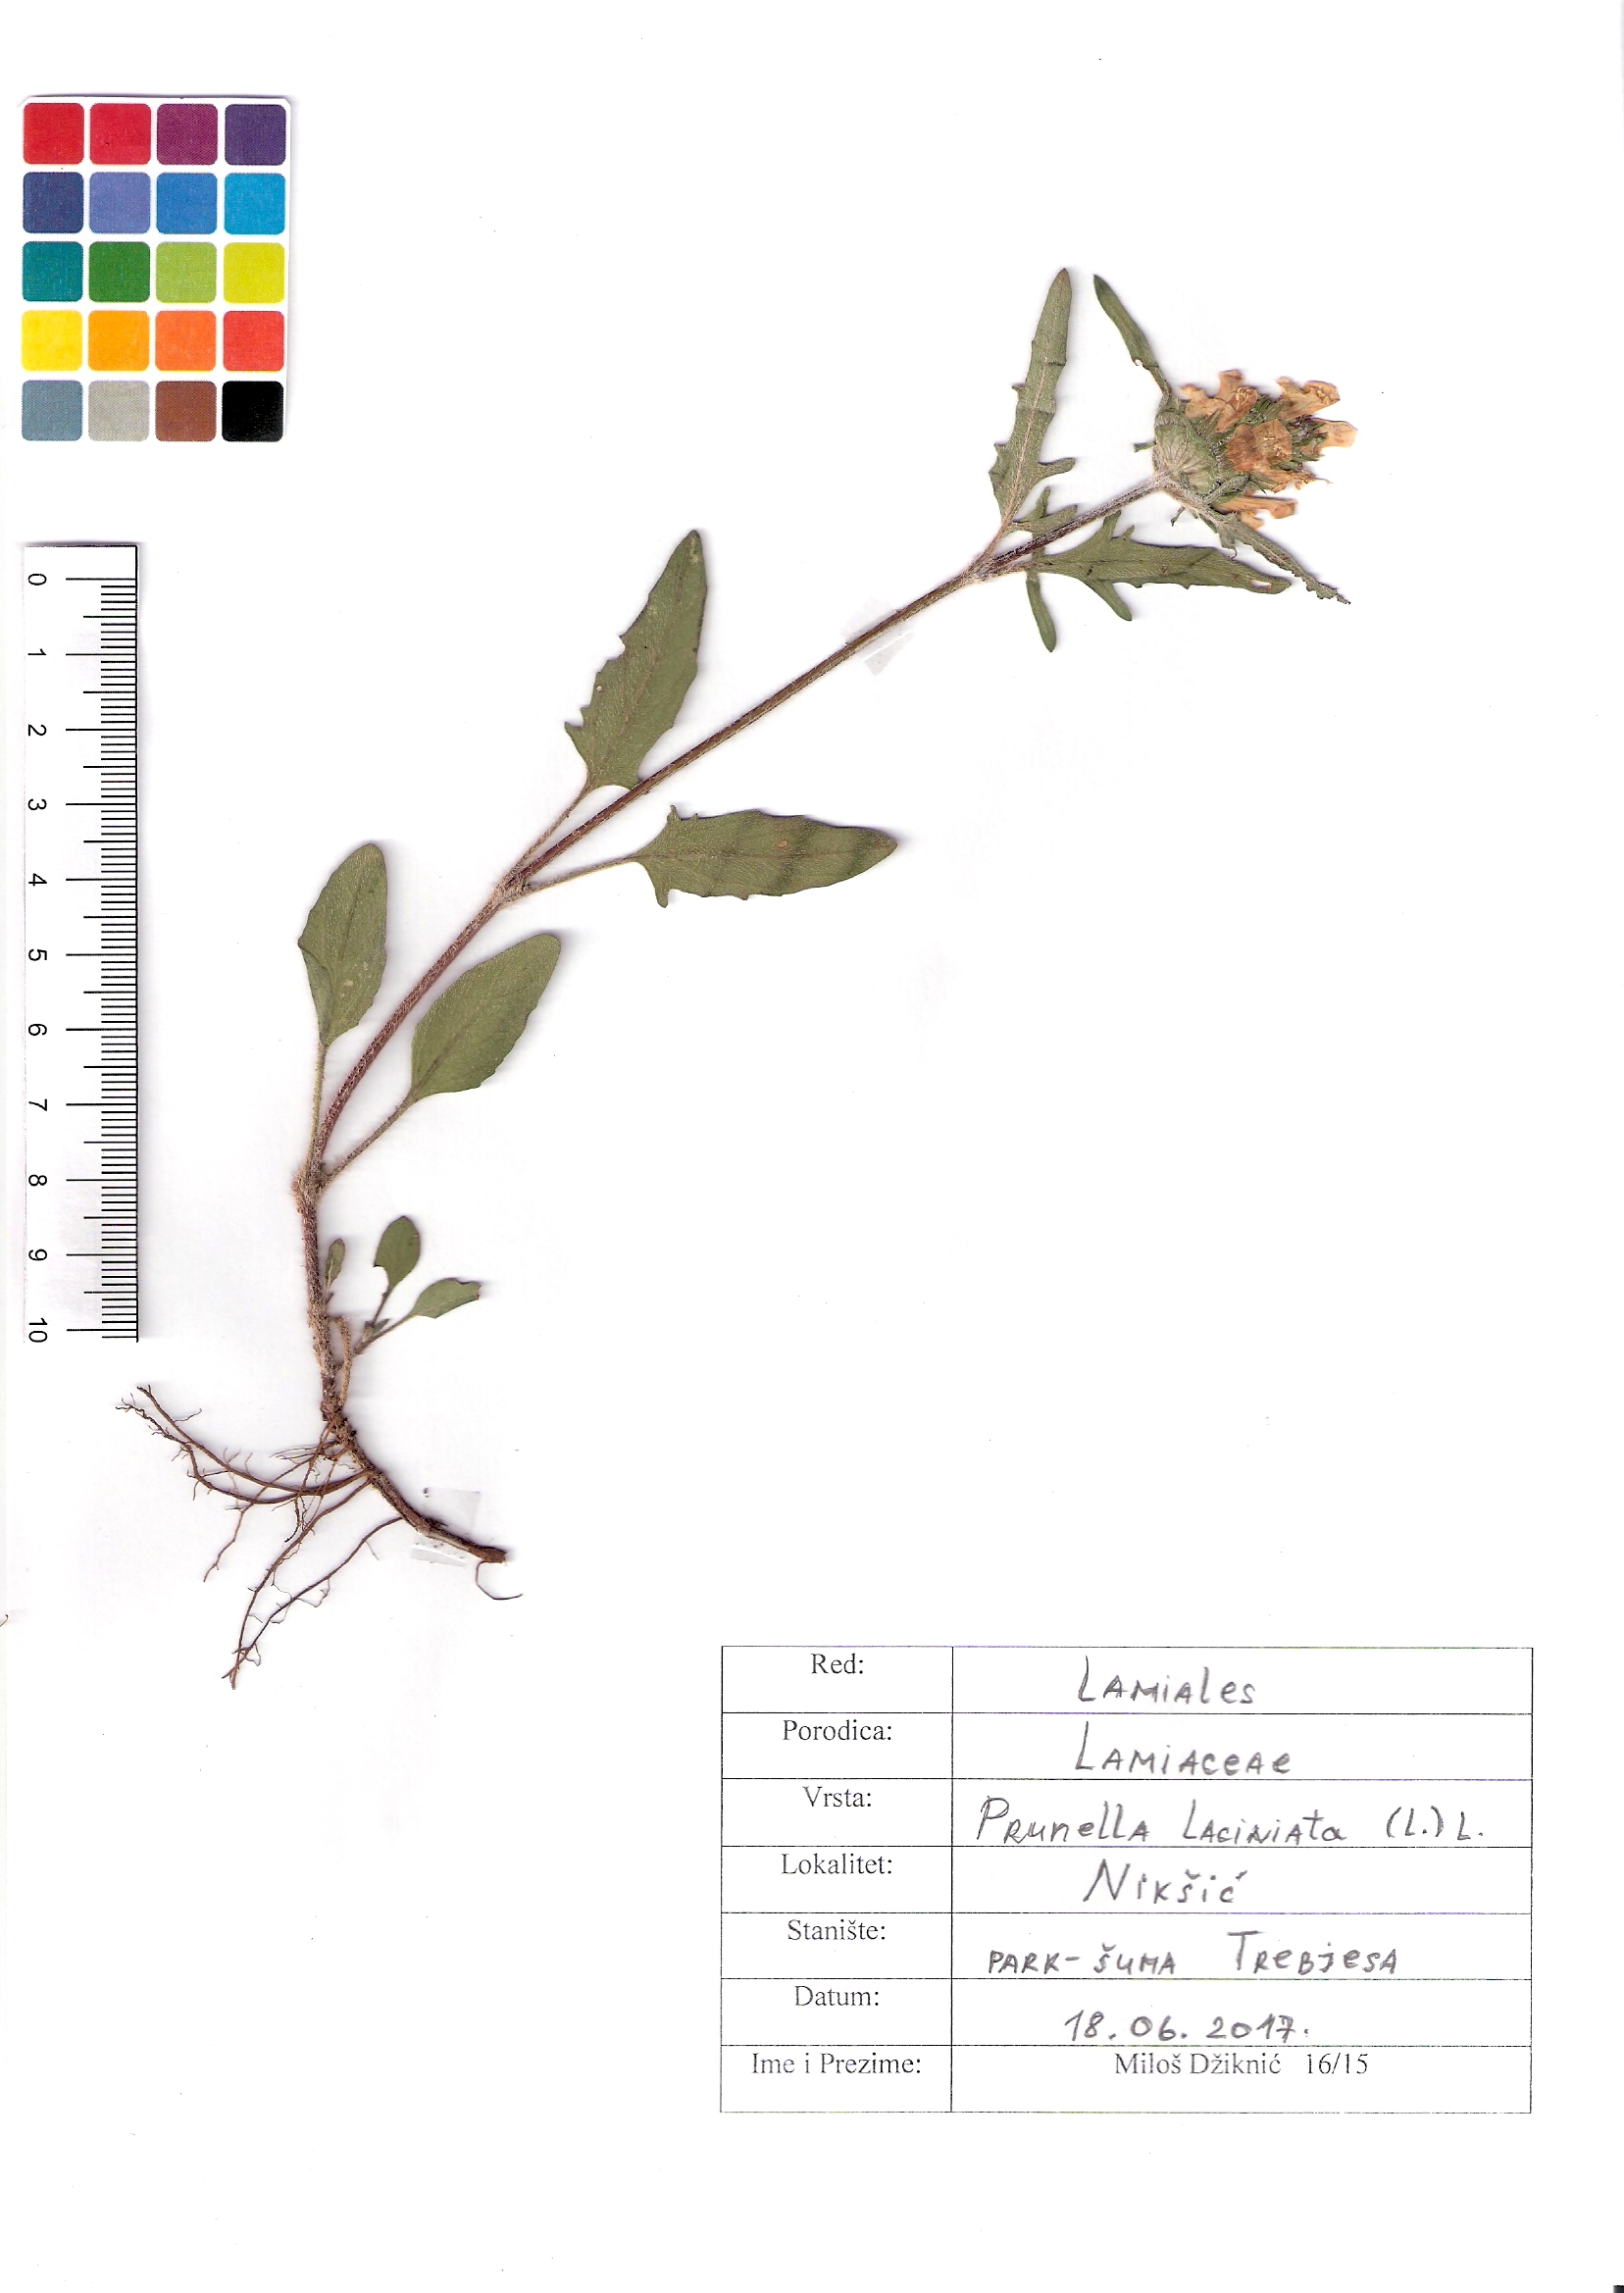 0
1
2
3
4
5
6
7
8
9
10
Red: Lamiales
Porodica: Lamiaceae
Vrsta: Prunella laciniata (L.) L.
Lokalitet: Nikšić
Stanište: park-šuma Trebjesa
Datum: 18.06.2017.
Ime i Prezime: Miloš Džiknić 16/15